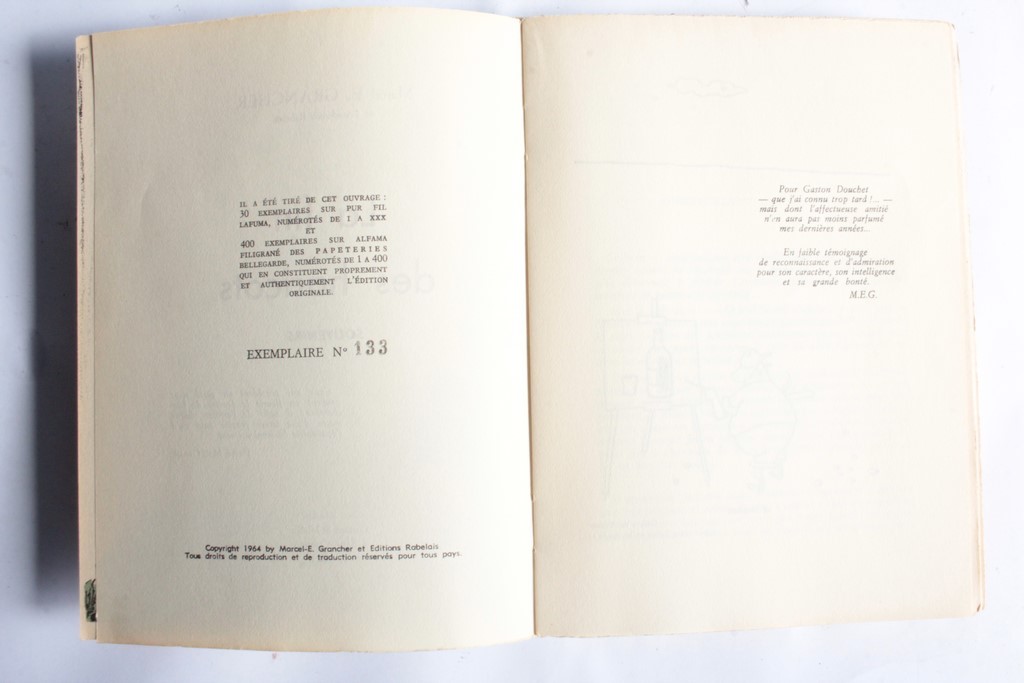 IL A ÉTÉ TIRÉ DE CET OUVRAGE :
30 EXEMPLAIRES SUR PUR FIL
LAFUMA, NUMÉROTÉS DE I A XXX
ET
400 EXEMPLAIRES SUR ALFAMA
FILIGRANÉ DES PAPETERIES
BELLEGARDE, NUMÉROTÉS DE 1 A 400
QUI EN CONSTITUENT PROPREMENT
ET AUTHENTIQUEMENT L'ÉDITION
ORIGINALE.
EXEMPLAIRE N° 133
Copyright 1964 by Marcel-E. Grancher et Editions Rabelais
Tous droits de reproduction et de traduction réservés pour tous pays.
Pour Gaston Douchet
— que j'ai connu trop tard !... —
mais dont l'affectueuse amitié
n'en aura pas moins parfumé
mes dernières années...
En faible témoignage
de reconnaissance et d'admiration
pour son caractère, son intelligence
et sa grande bonté.
M.E.G.